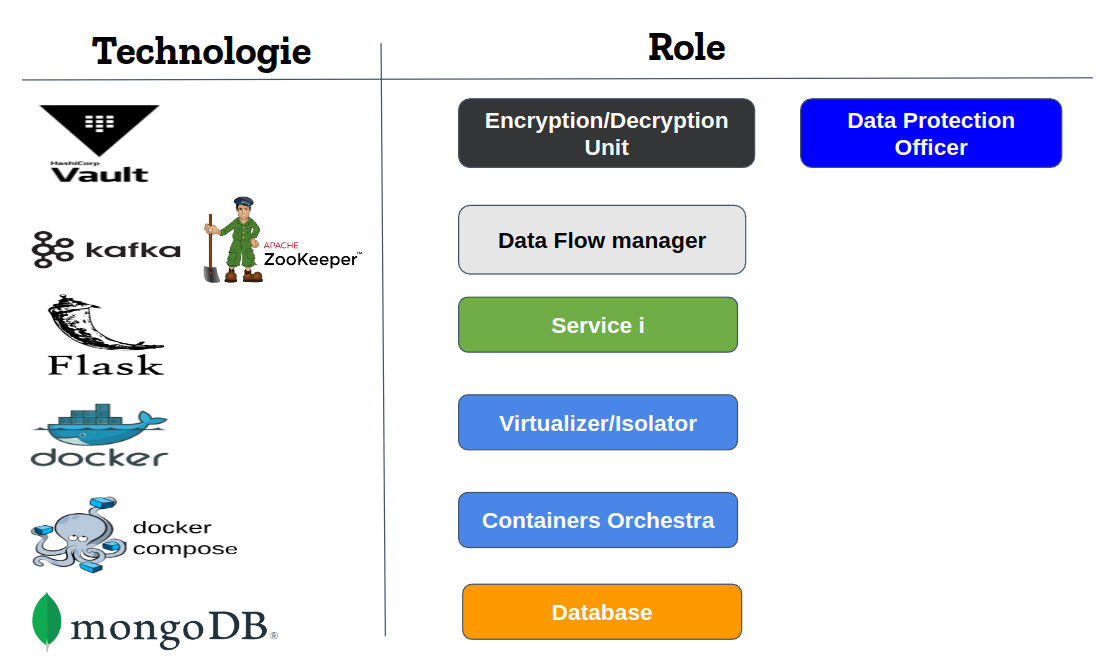 Technologie
Role
HashiCorp
Vault
Encryption/Decryption
Unit
Data Protection
Officer
kafka
APACHE
ZooKeeper™
Data Flow manager
Flask
Service i
docker
Virtualizer/Isolator
docker
compose
Containers Orchestra
mongoDB®
Database